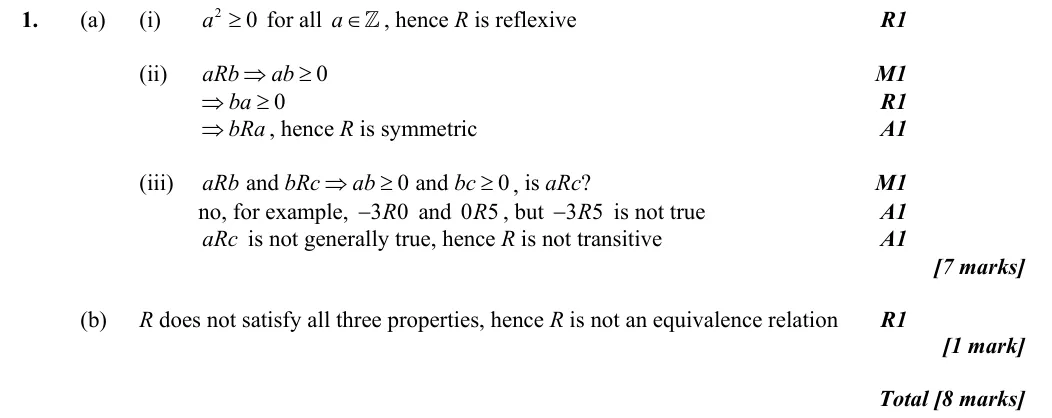 1. (a) (i) a² ≥ 0 for all a ∈ ℤ, hence R is reflexive R1
(ii) aRb ⇒ ab ≥ 0 M1
⇒ ba ≥ 0 R1
⇒ bRa, hence R is symmetric A1
(iii) aRb and bRc ⇒ ab ≥ 0 and bc ≥ 0, is aRc? M1
no, for example, −3R0 and 0R5, but −3R5 is not true A1
aRc is not generally true, hence R is not transitive A1
[7 marks]
(b) R does not satisfy all three properties, hence R is not an equivalence relation R1
[1 mark]
Total [8 marks]